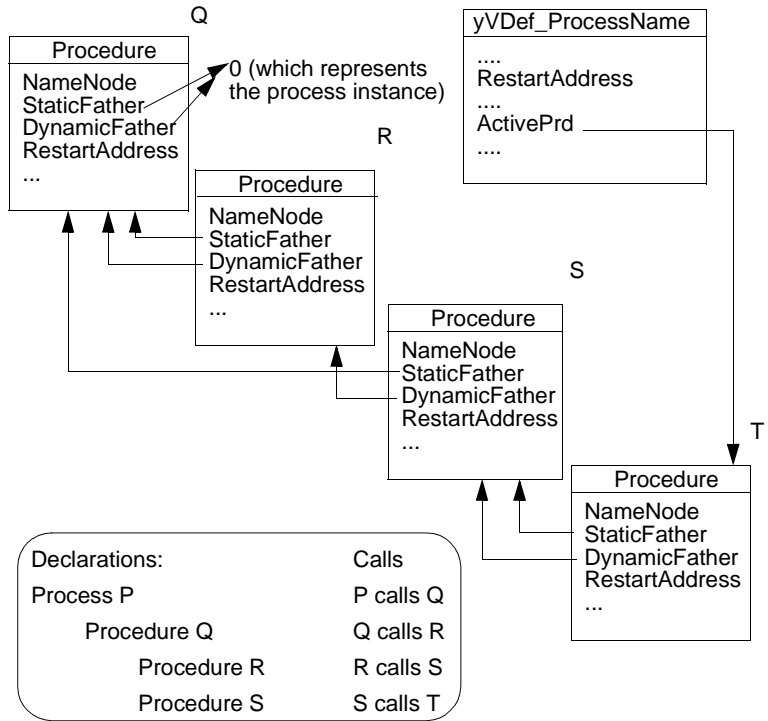 Q
Procedure
NameNode
StaticFather
DynamicFather
RestartAddress
...
0 (which represents
the process instance)
yVDef_ProcessName
....
RestartAddress
....
ActivePrd
....
R
Procedure
NameNode
StaticFather
DynamicFather
RestartAddress
...
S
Procedure
NameNode
StaticFather
DynamicFather
RestartAddress
...
T
Procedure
NameNode
StaticFather
DynamicFather
RestartAddress
...
Declarations: Calls
Process P P calls Q
Procedure Q Q calls R
Procedure R R calls S
Procedure S S calls T